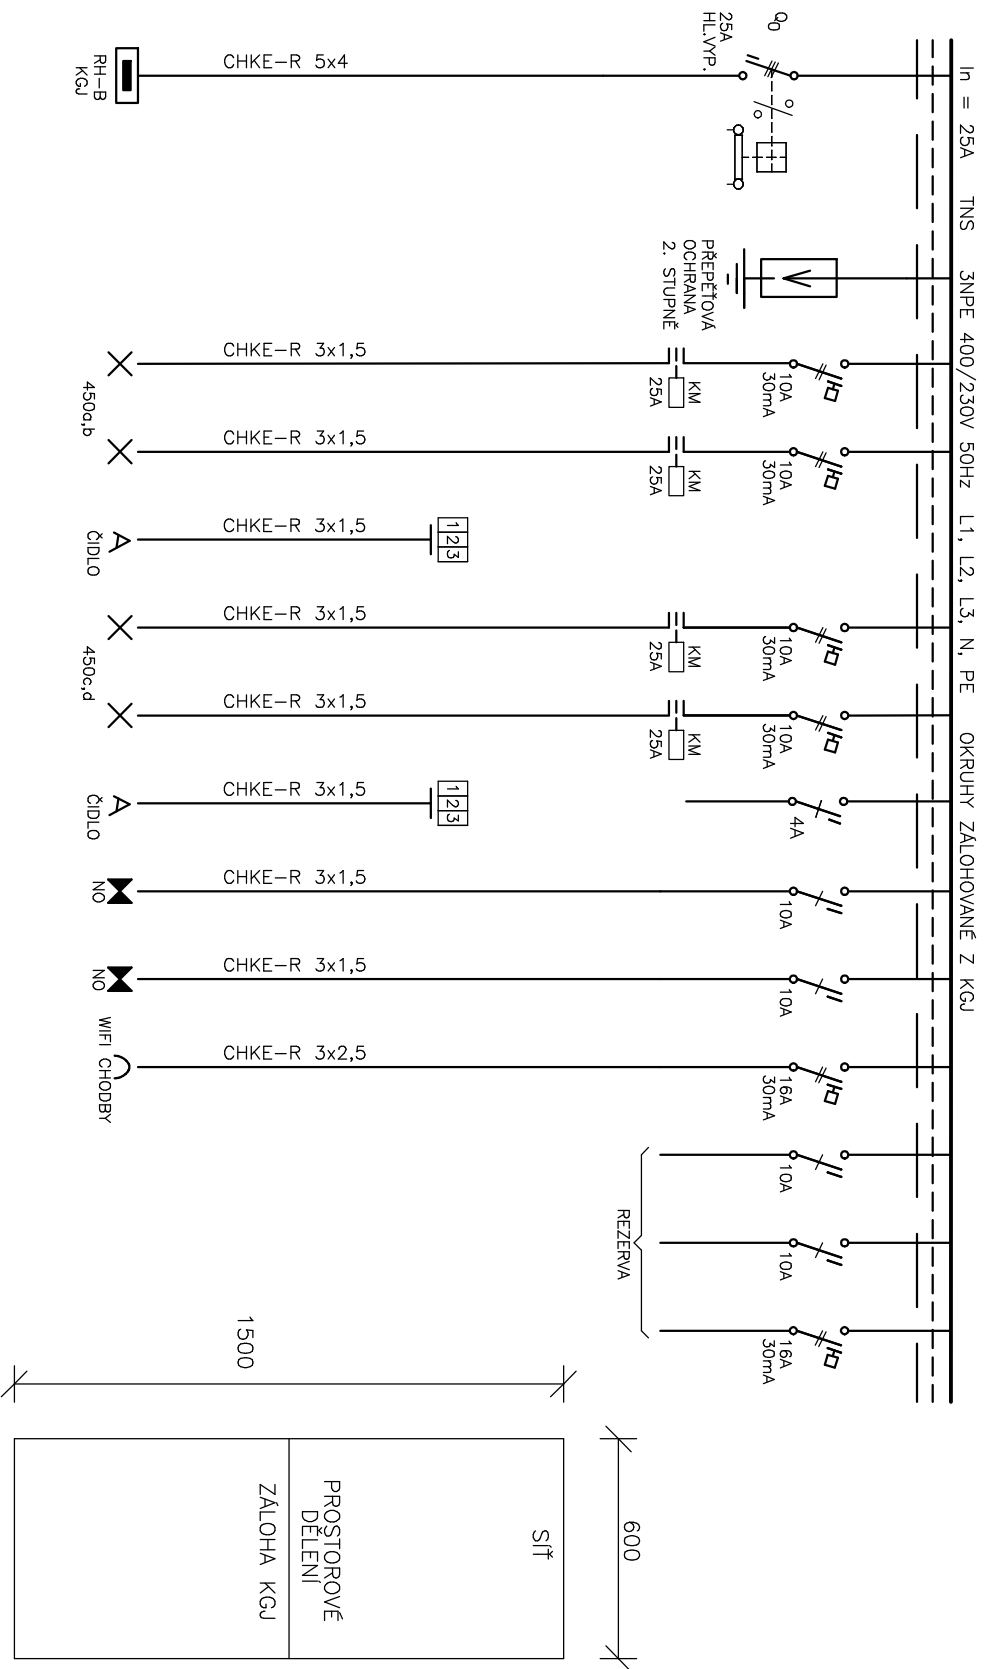 In = 25A TNS 3NPE 400/230V 50Hz L1, L2, L3, N, PE OKRUHY ZÁLOHOVANÉ Z KGJ
Q0
25A
HL.VYP.
CHKE-R 5x4
RH-B
KGJ
PŘEPĚŤOVÁ
OCHRANA
2. STUPNĚ
10A
30mA
KM
25A
CHKE-R 3x1,5
10A
30mA
KM
25A
CHKE-R 3x1,5
450a,b
1 2 3
CHKE-R 3x1,5
ČIDLO
10A
30mA
KM
25A
CHKE-R 3x1,5
10A
30mA
KM
25A
CHKE-R 3x1,5
450c,d
1 2 3
CHKE-R 3x1,5
ČIDLO
4A
10A
CHKE-R 3x1,5
NO
10A
CHKE-R 3x1,5
NO
16A
30mA
CHKE-R 3x2,5
WIFI CHODBY
10A
10A
16A
30mA
REZERVA
600
1500
SÍŤ
PROSTOROVÉ
DĚLENÍ
ZÁLOHA KGJ